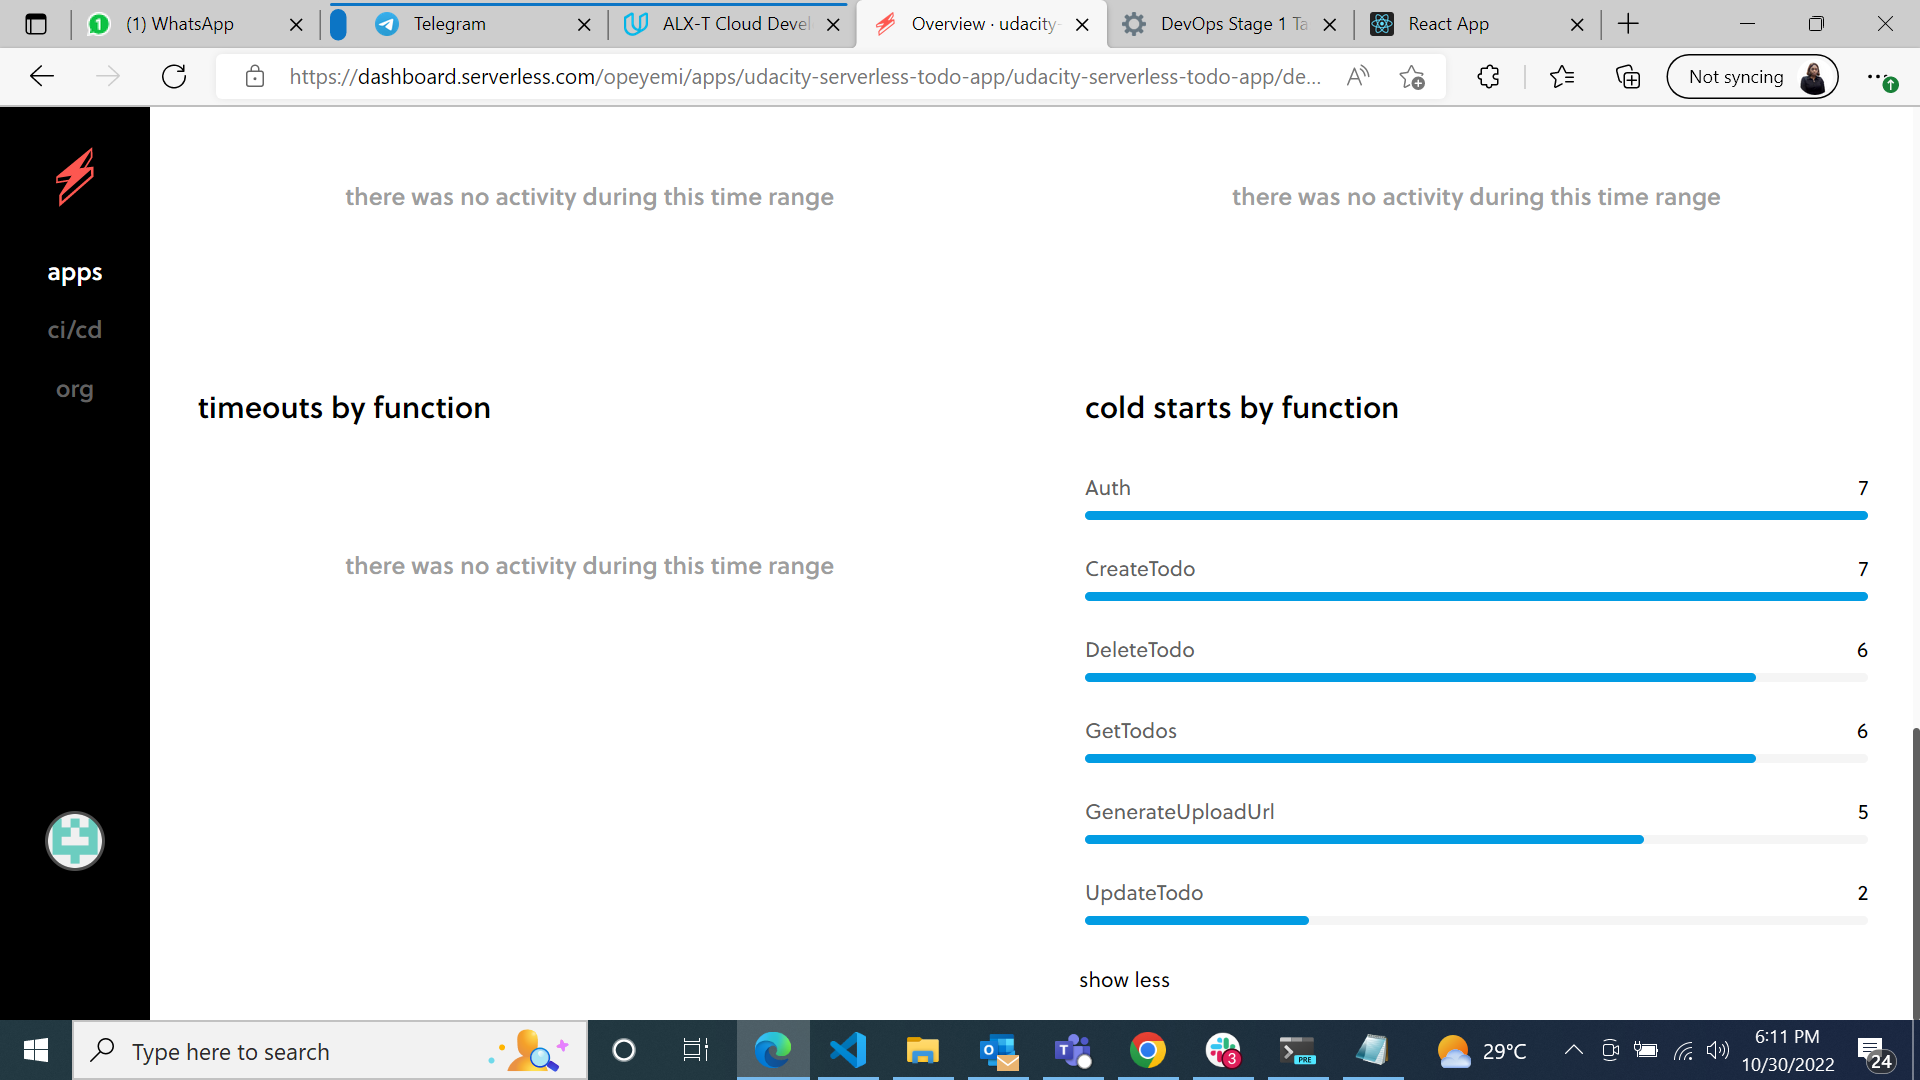 (1) WhatsApp
Telegram
ALX-T Cloud Devel
Overview · udacity-
DevOps Stage 1 Ta
React App
https://dashboard.serverless.com/opeyemi/apps/udacity-serverless-todo-app/udacity-serverless-todo-app/de...
Not syncing
apps
ci/cd
org
there was no activity during this time range
there was no activity during this time range
timeouts by function
there was no activity during this time range
cold starts by function
Auth 7
CreateTodo 7
DeleteTodo 6
GetTodos 6
GenerateUploadUrl 5
UpdateTodo 2
show less
Type here to search
PRE
3
29°C
6:11 PM
10/30/2022
24